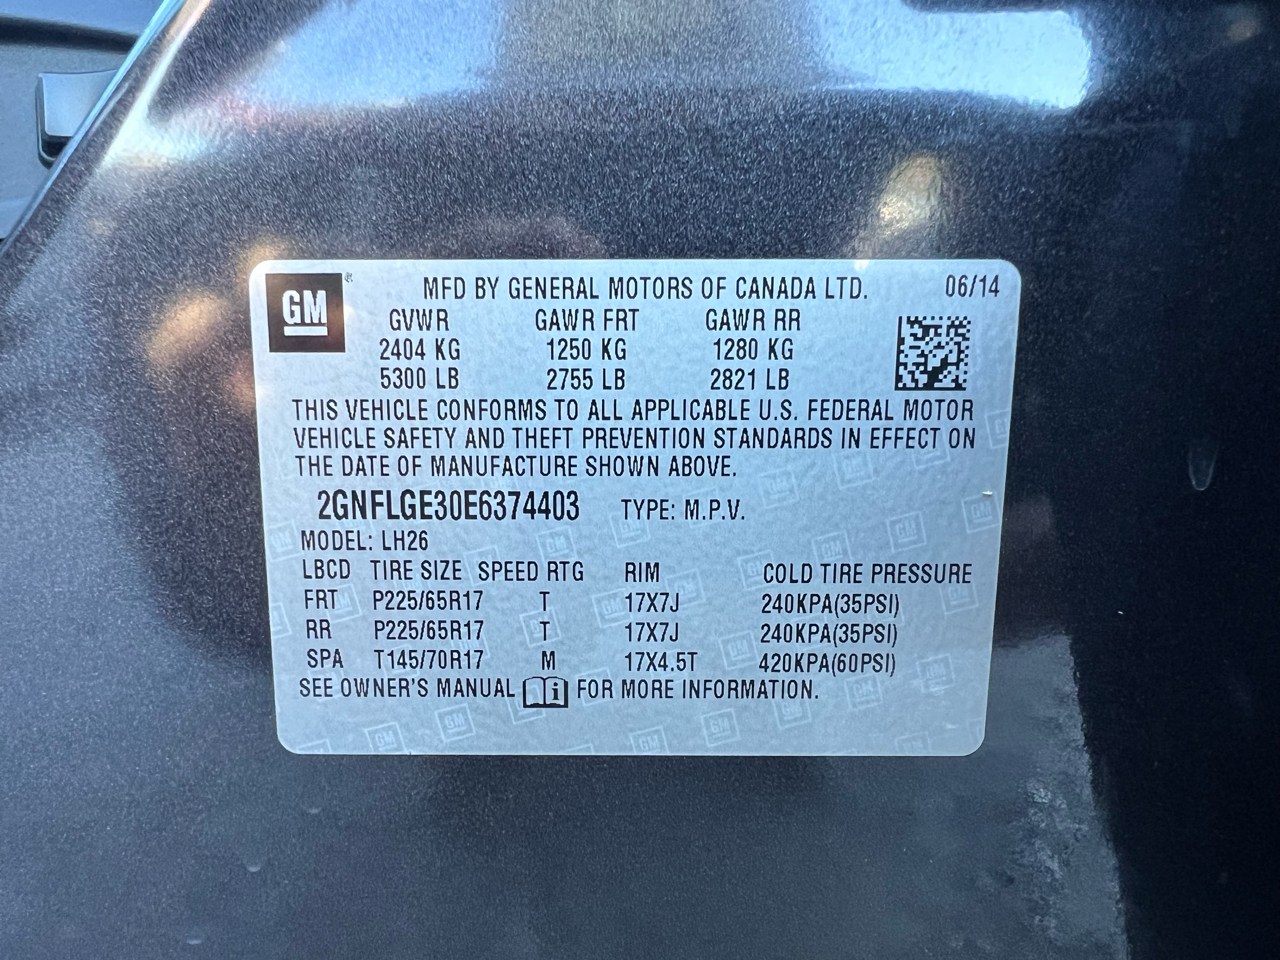 GM ® MFD BY GENERAL MOTORS OF CANADA LTD. 06/14
GVWR GAWR FRT GAWR RR
2404 KG 1250 KG 1280 KG
5300 LB 2755 LB 2821 LB
THIS VEHICLE CONFORMS TO ALL APPLICABLE U.S. FEDERAL MOTOR
VEHICLE SAFETY AND THEFT PREVENTION STANDARDS IN EFFECT ON
THE DATE OF MANUFACTURE SHOWN ABOVE.
2GNFLGE30E6374403 TYPE: M.P.V.
MODEL: LH26
LBCD TIRE SIZE SPEED RTG RIM COLD TIRE PRESSURE
FRT P225/65R17 T 17X7J 240KPA(35PSI)
RR P225/65R17 T 17X7J 240KPA(35PSI)
SPA T145/70R17 M 17X4.5T 420KPA(60PSI)
SEE OWNER'S MANUAL i FOR MORE INFORMATION.